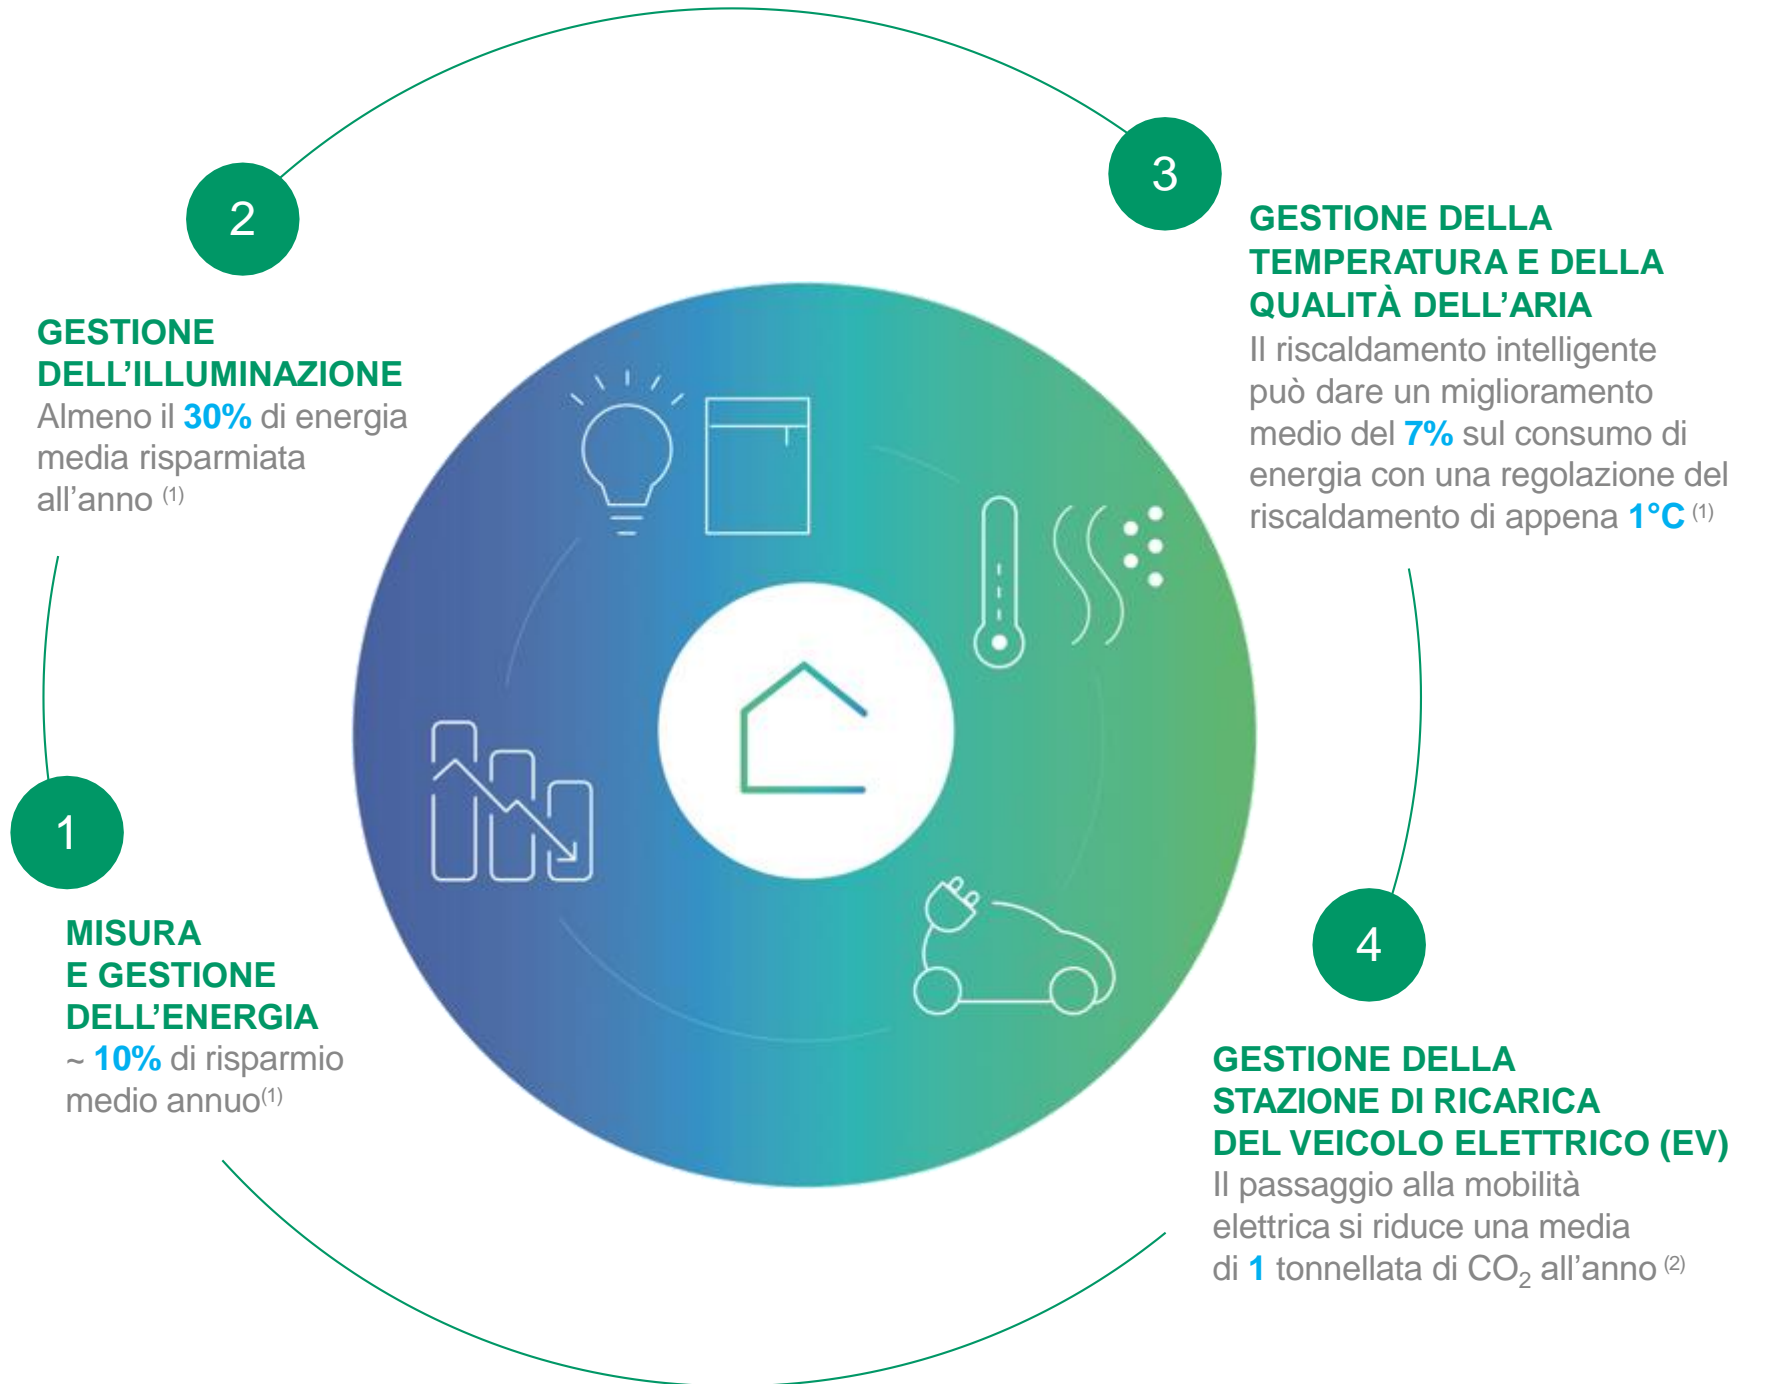 1
MISURA
E GESTIONE
DELL’ENERGIA
~ 10% di risparmio
medio annuo(1)
2
GESTIONE
DELL’ILLUMINAZIONE
Almeno il 30% di energia
media risparmiata
all’anno (1)
3
GESTIONE DELLA
TEMPERATURA E DELLA
QUALITÀ DELL’ARIA
Il riscaldamento intelligente
può dare un miglioramento
medio del 7% sul consumo di
energia con una regolazione del
riscaldamento di appena 1°C (1)
4
GESTIONE DELLA
STAZIONE DI RICARICA
DEL VEICOLO ELETTRICO (EV)
Il passaggio alla mobilità
elettrica si riduce una media
di 1 tonnellata di CO₂ all’anno (2)